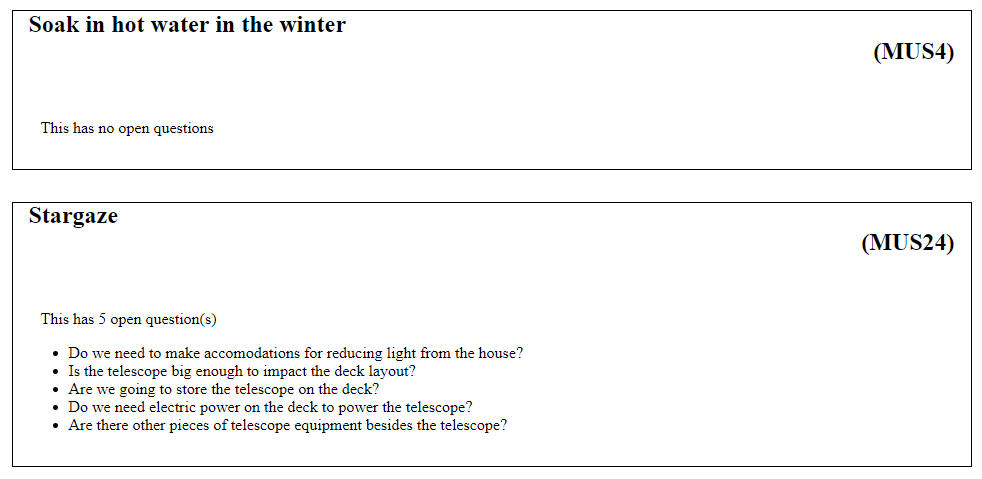 Soak in hot water in the winter
(MUS4)
This has no open questions
Stargaze
(MUS24)
This has 5 open question(s)
• Do we need to make accomodations for reducing light from the house?
• Is the telescope big enough to impact the deck layout?
• Are we going to store the telescope on the deck?
• Do we need electric power on the deck to power the telescope?
• Are there other pieces of telescope equipment besides the telescope?